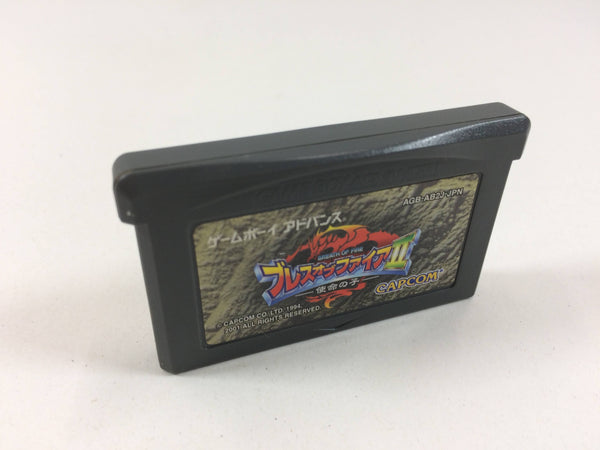 AGB-AB2J-JPN
ゲームボーイ アドバンス
BREATH OF FIRE
ブレスオブファイアII
使命の子
CAPCOM
©CAPCOM CO.,LTD. 1994,
2001 ALL RIGHTS RESERVED.